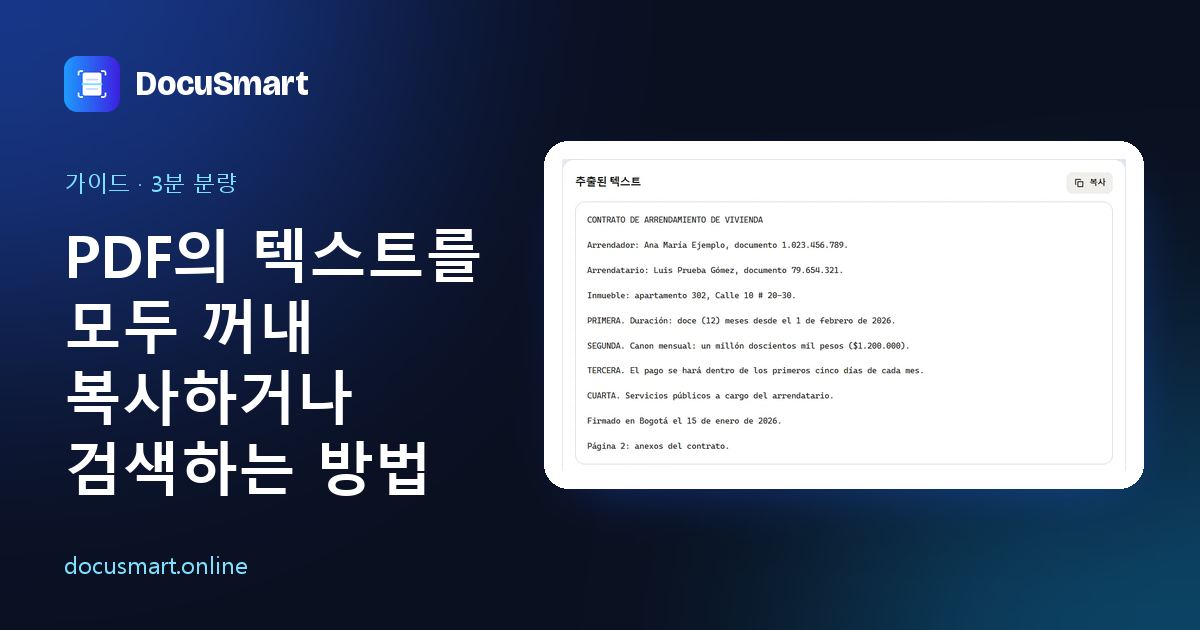 DocuSmart
가이드 · 3분 분량
PDF의 텍스트를
모두 꺼내
복사하거나
검색하는 방법
docusmart.online
추출된 텍스트
복사
CONTRATO DE ARRENDAMIENTO DE VIVIENDA
Arrendador: Ana María Ejemplo, documento 1.023.456.789.
Arrendatario: Luis Prueba Gómez, documento 79.654.321.
Inmueble: apartamento 302, Calle 10 # 20-30.
PRIMERA. Duración: doce (12) meses desde el 1 de febrero de 2026.
SEGUNDA. Canon mensual: un millón doscientos mil pesos ($1.200.000).
TERCERA. El pago se hará dentro de los primeros cinco días de cada mes.
CUARTA. Servicios públicos a cargo del arrendatario.
Firmado en Bogotá el 15 de enero de 2026.
Página 2: anexos del contrato.